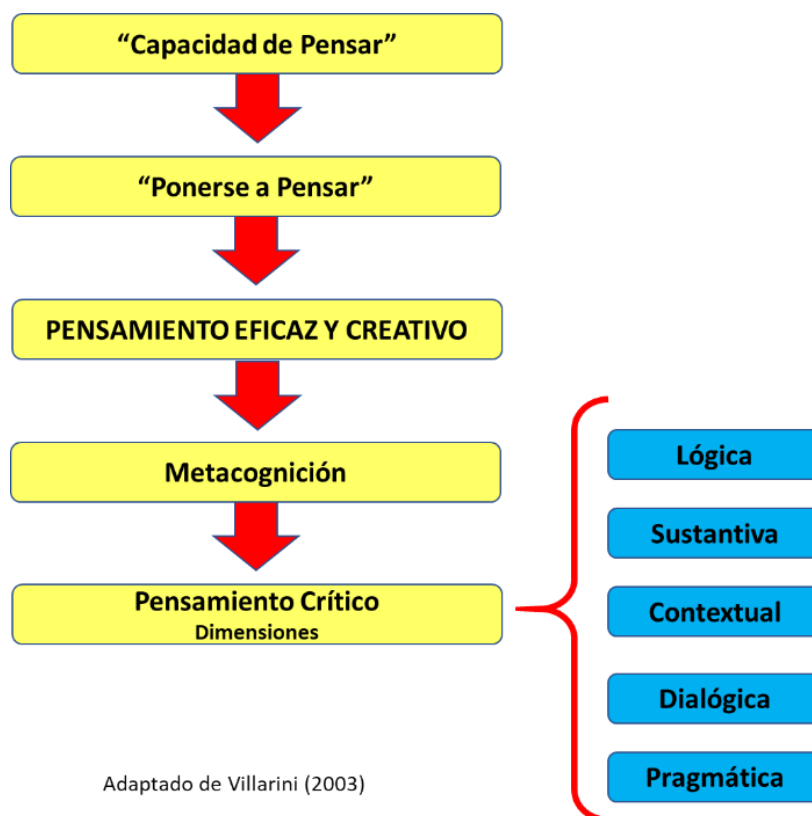 “Capacidad de Pensar”
“Ponerse a Pensar”
PENSAMIENTO EFICAZ Y CREATIVO
Metacognición
Pensamiento Crítico
Dimensiones
Lógica
Sustantiva
Contextual
Dialógica
Pragmática
Adaptado de Villarini (2003)